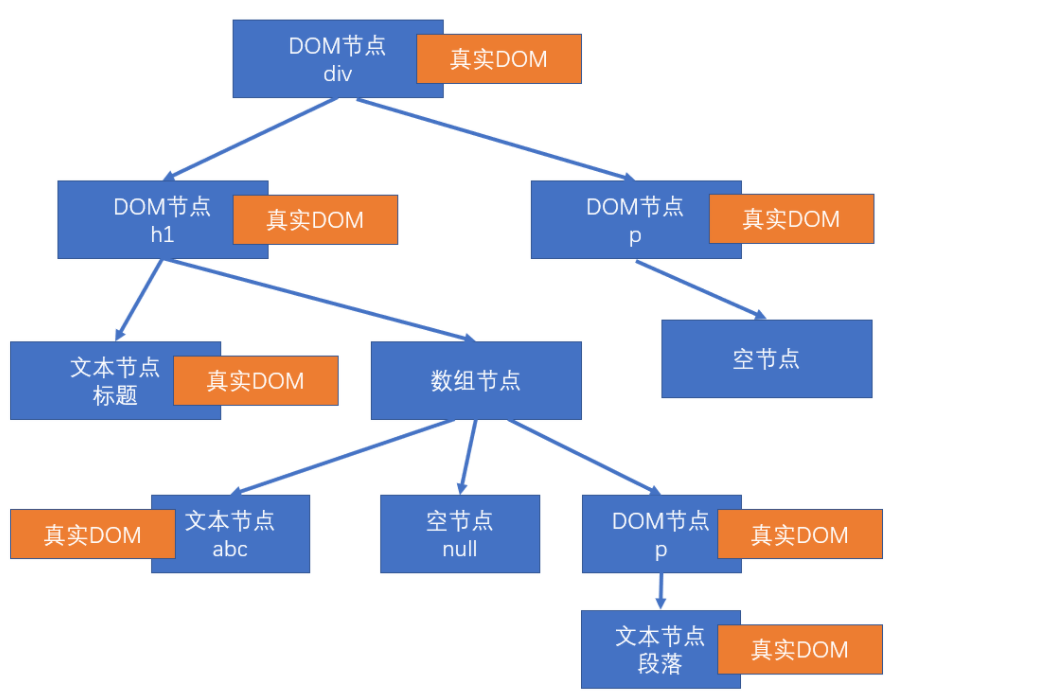 DOM节点
div
真实DOM
DOM节点
h1
真实DOM
DOM节点
p
真实DOM
文本节点
标题
真实DOM
数组节点
空节点
真实DOM
文本节点
abc
空节点
null
DOM节点
p
真实DOM
文本节点
段落
真实DOM